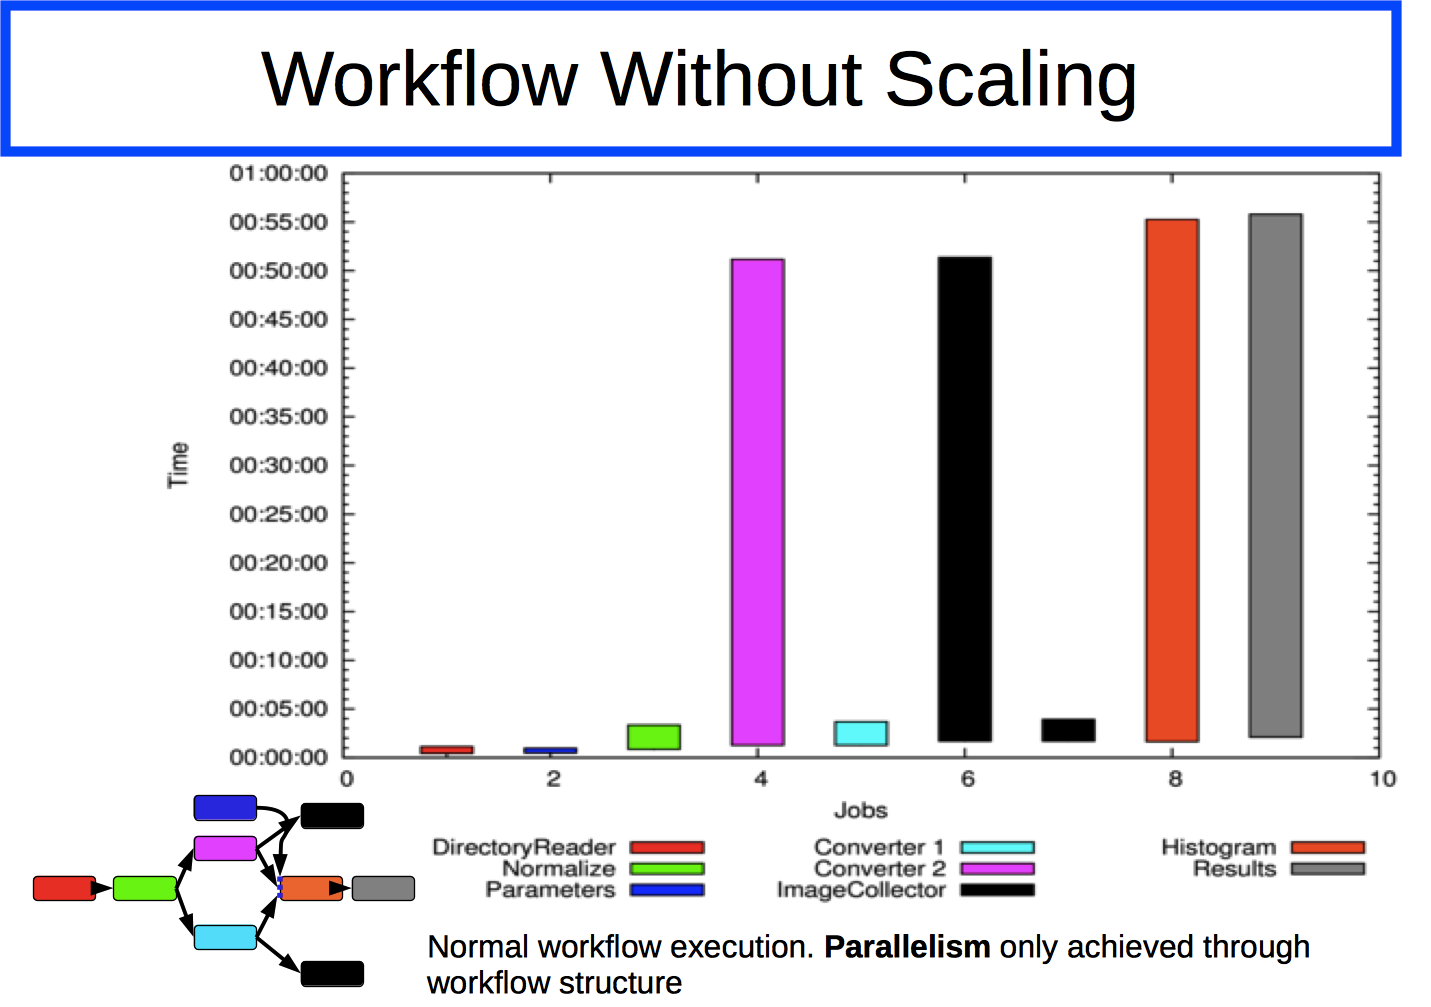 Workflow Without Scaling
01:00:00
00:55:00
00:50:00
00:45:00
00:40:00
00:35:00
00:30:00
00:25:00
00:20:00
00:15:00
00:10:00
00:05:00
00:00:00
Time
0 2 4 6 8 10
Jobs
DirectoryReader Converter 1 Histogram
Normalize Converter 2 Results
Parameters ImageCollector
Normal workflow execution. Parallelism only achieved through
workflow structure